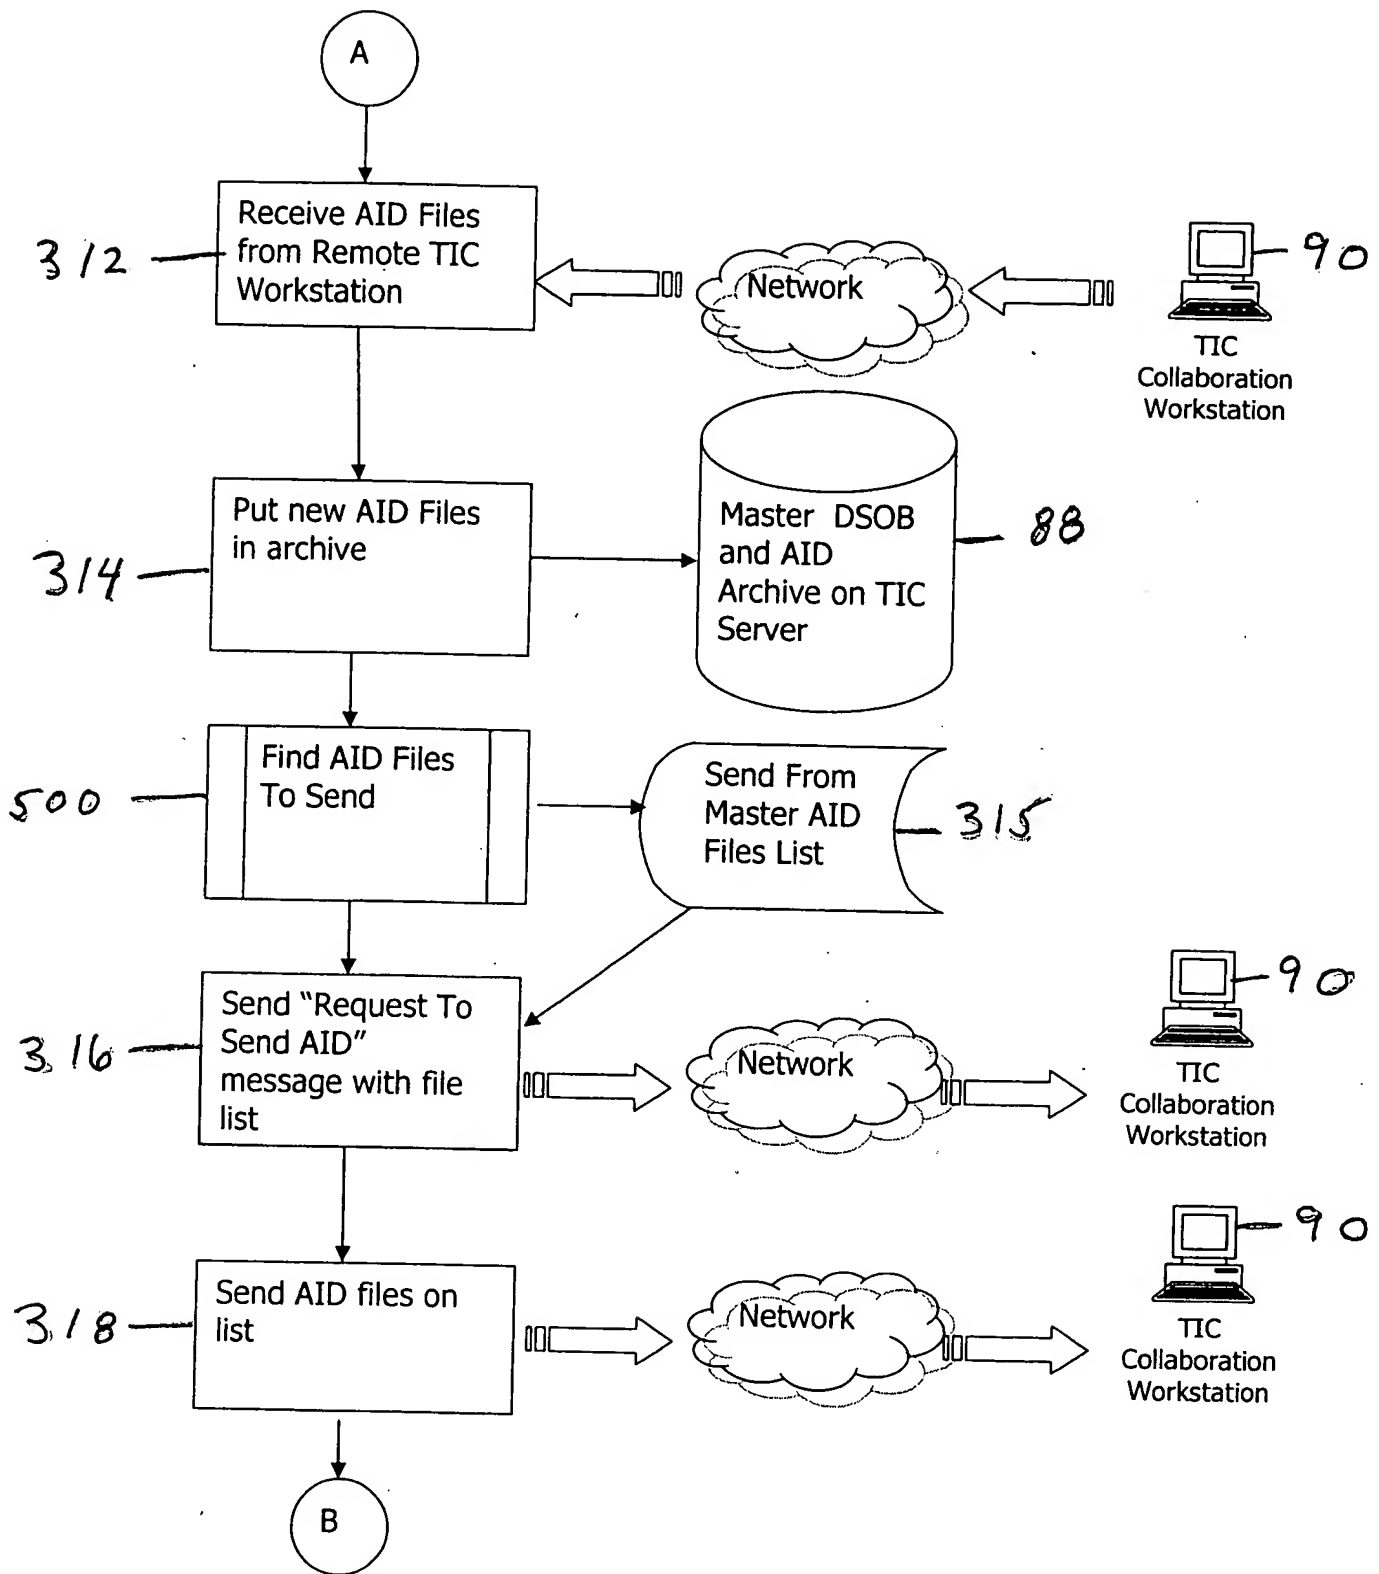 A
Receive AID Files
from Remote TIC
Workstation
312
Network
90
TIC
Collaboration
Workstation
Put new AID Files
in archive
314
Master DSOB
and AID
Archive on TIC
Server
88
Find AID Files
To Send
500
Send From
Master AID
Files List
315
Send “Request To
Send AID”
message with file
list
316
Network
90
TIC
Collaboration
Workstation
Send AID files on
list
318
Network
90
TIC
Collaboration
Workstation
B